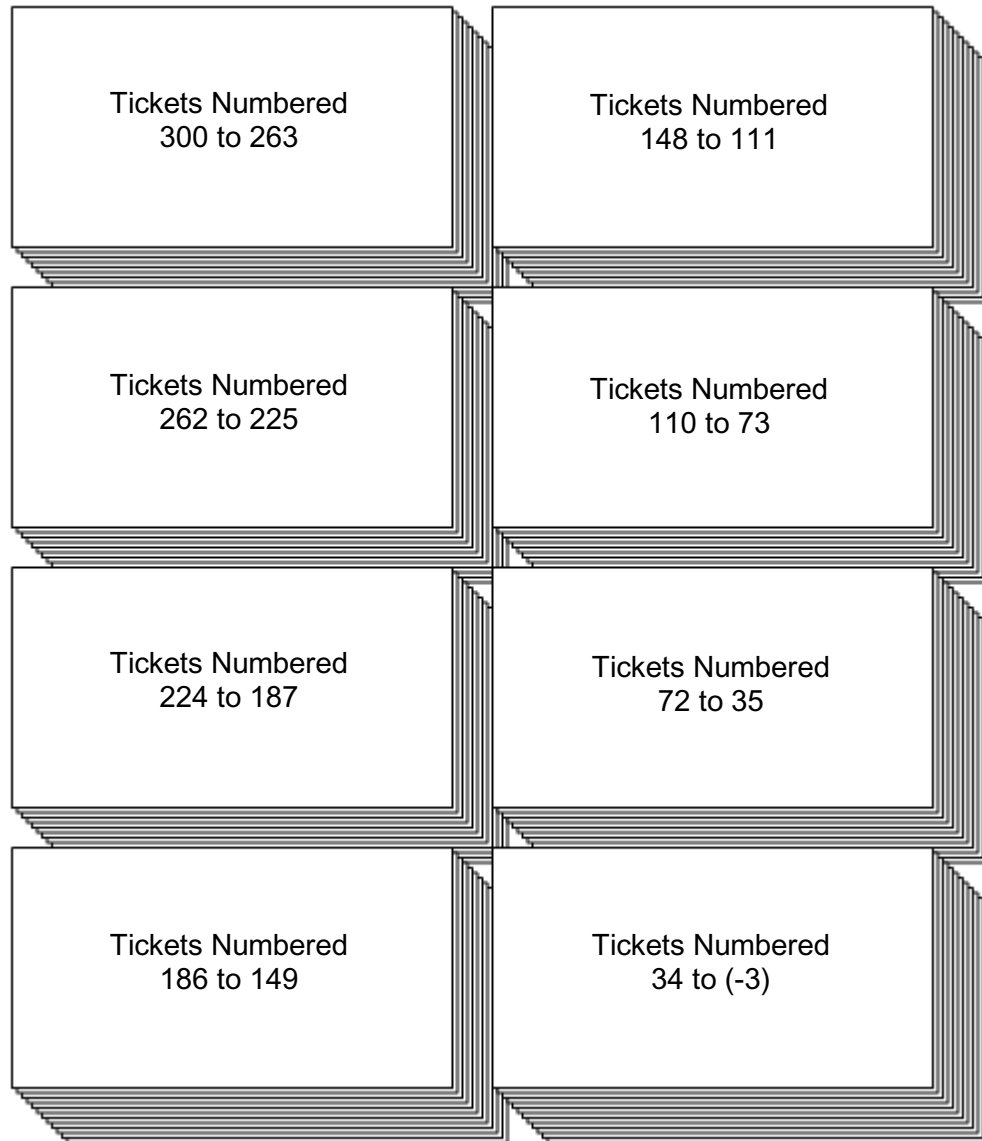 Tickets Numbered
300 to 263
Tickets Numbered
148 to 111
Tickets Numbered
262 to 225
Tickets Numbered
110 to 73
Tickets Numbered
224 to 187
Tickets Numbered
72 to 35
Tickets Numbered
186 to 149
Tickets Numbered
34 to (-3)